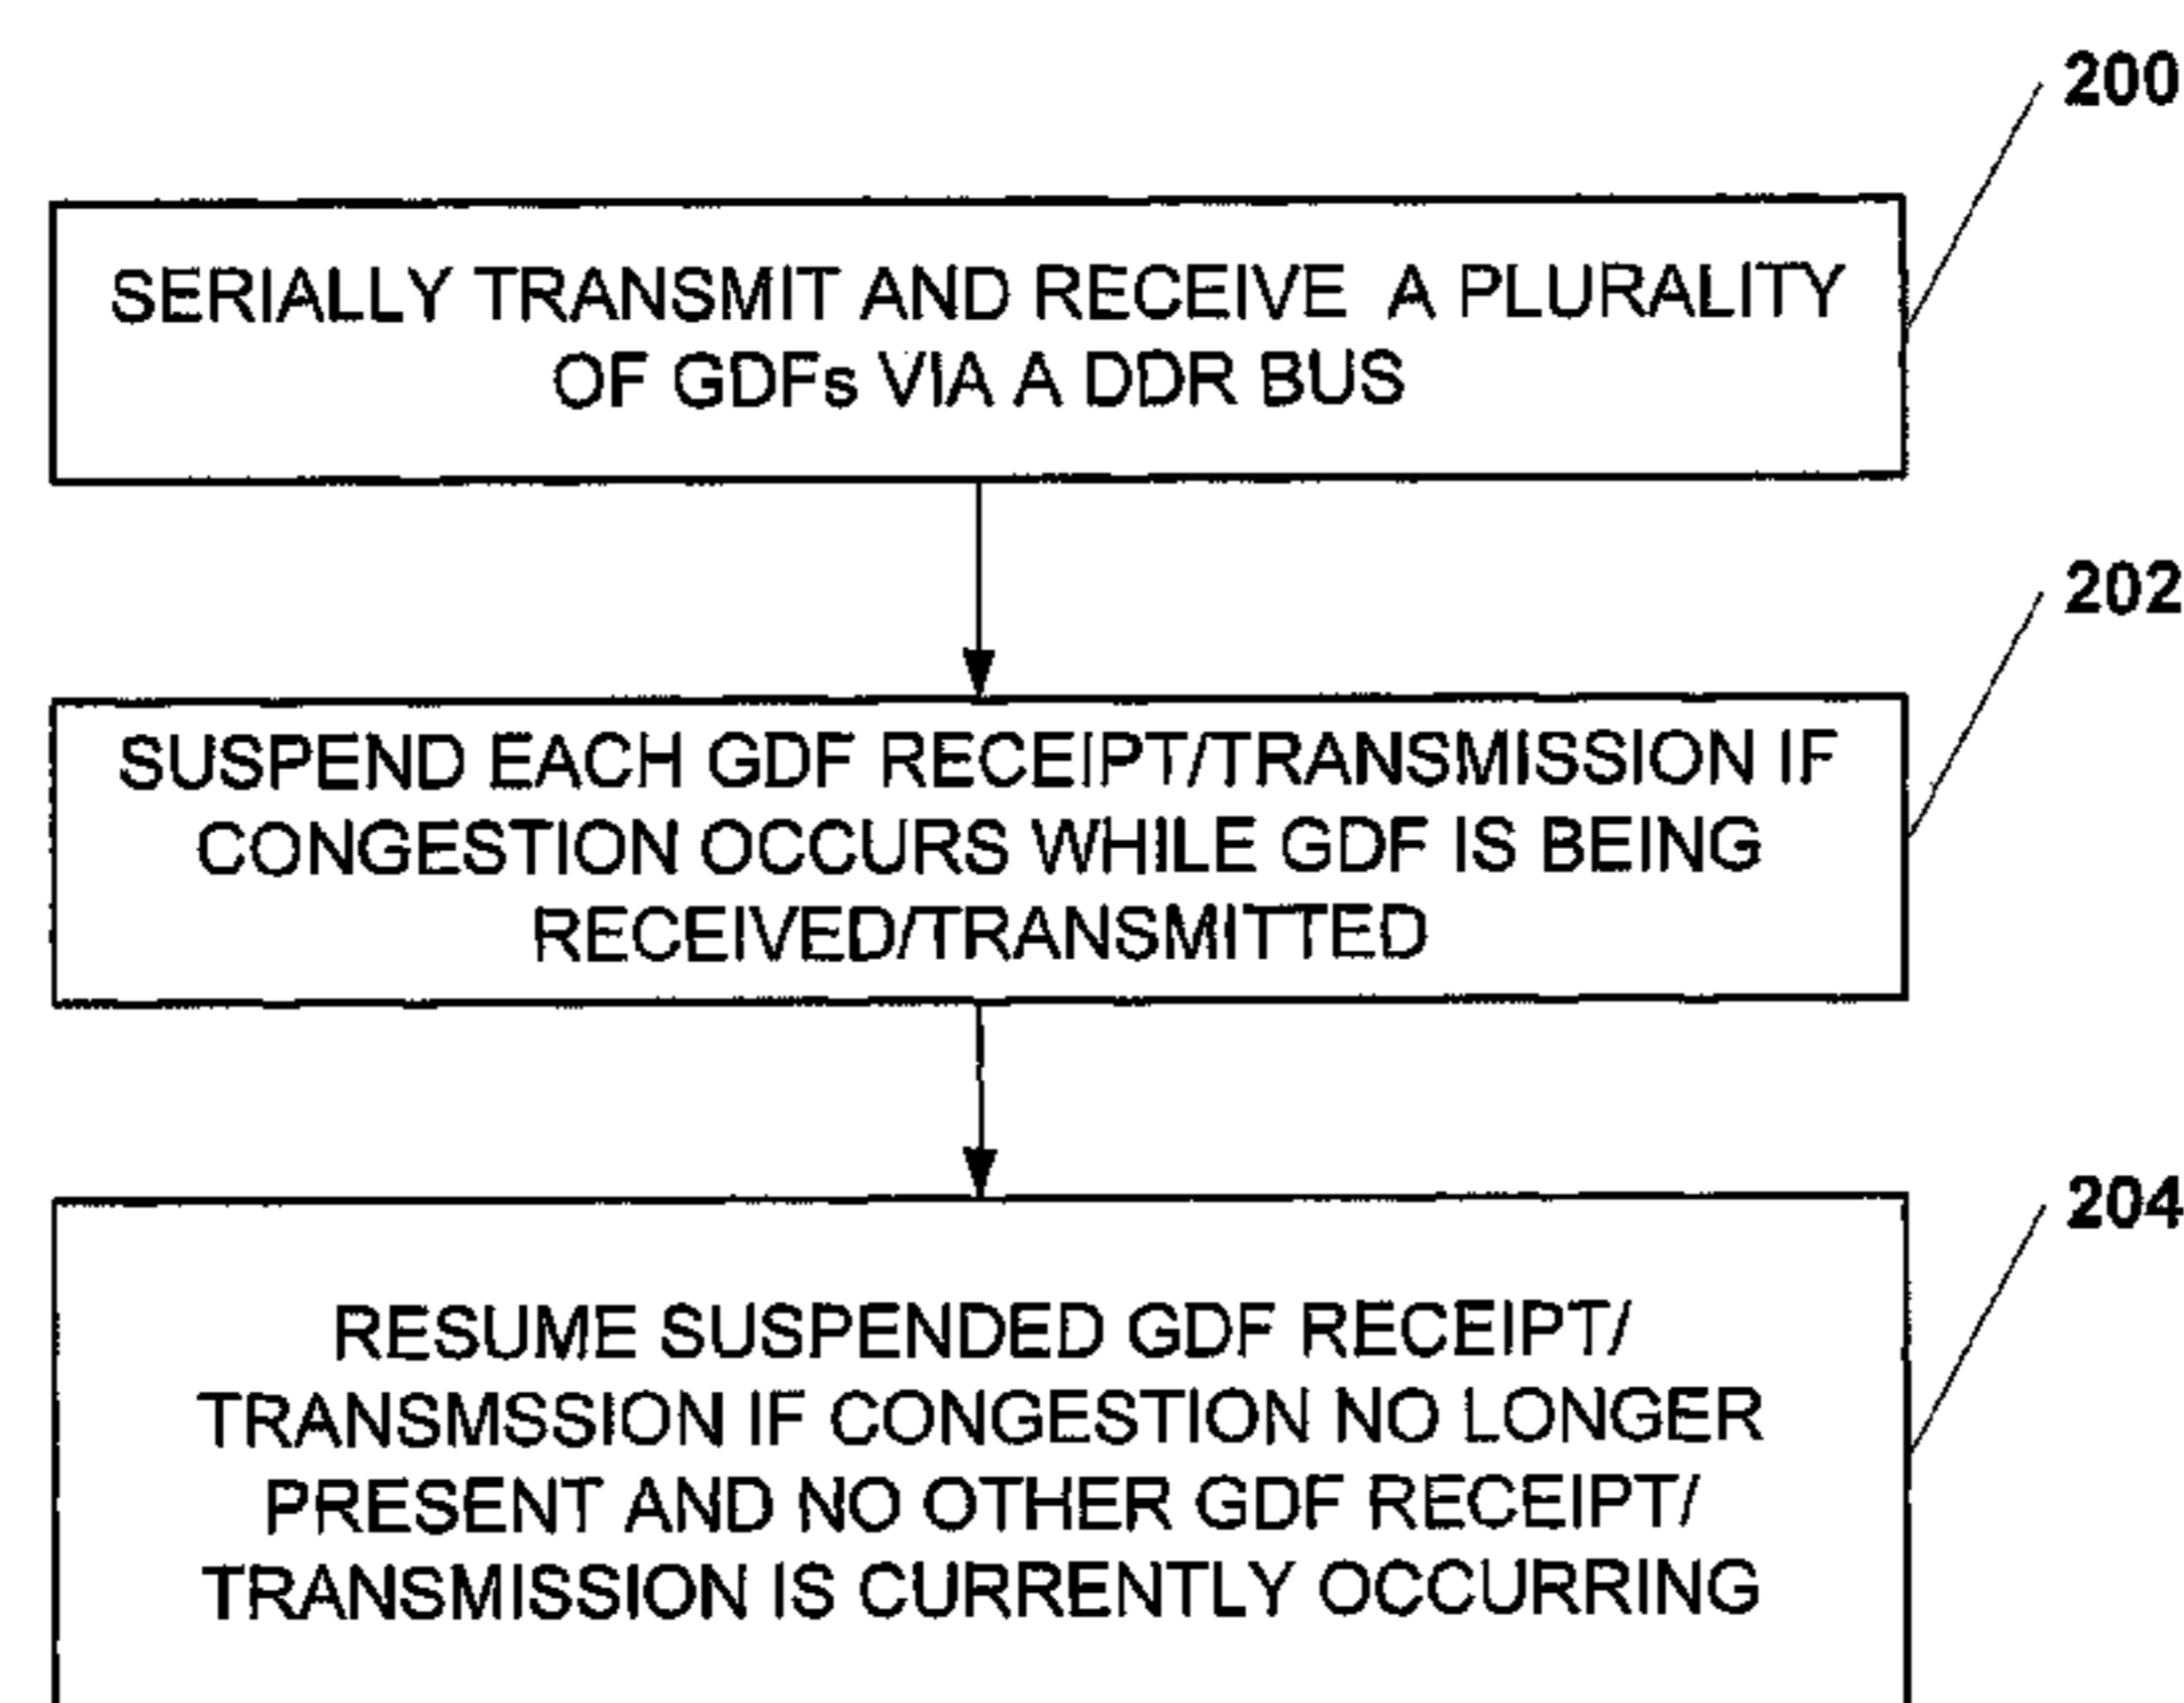 200
SERIALLY TRANSMIT AND RECEIVE A PLURALITY
OF GDFs VIA A DDR BUS
202
SUSPEND EACH GDF RECEIPT/TRANSMISSION IF
CONGESTION OCCURS WHILE GDF IS BEING
RECEIVED/TRANSMITTED
204
RESUME SUSPENDED GDF RECEIPT/
TRANSMSSION IF CONGESTION NO LONGER
PRESENT AND NO OTHER GDF RECEIPT/
TRANSMISSION IS CURRENTLY OCCURRING